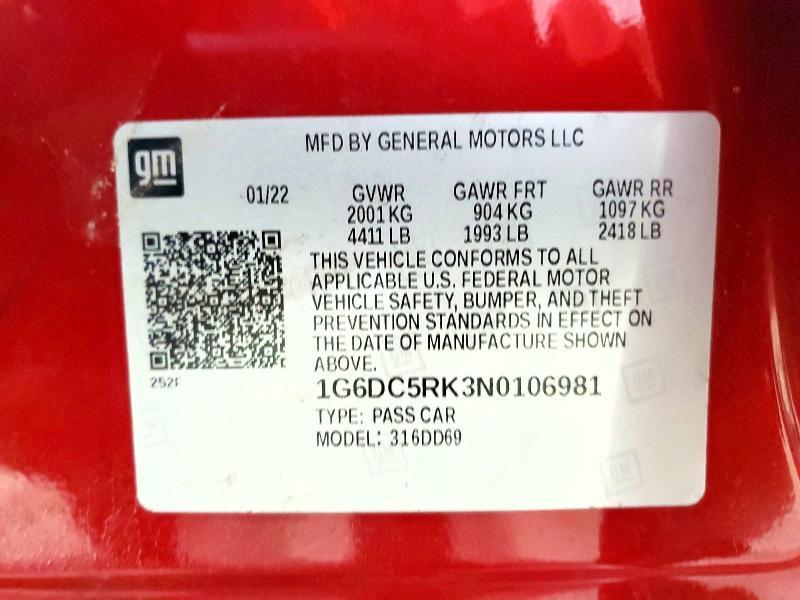 MFD BY GENERAL MOTORS LLC
gm
01/22 GVWR GAWR FRT GAWR RR
2001 KG 904 KG 1097 KG
4411 LB 1993 LB 2418 LB
THIS VEHICLE CONFORMS TO ALL
APPLICABLE U.S. FEDERAL MOTOR
VEHICLE SAFETY, BUMPER, AND THEFT
PREVENTION STANDARDS IN EFFECT ON
THE DATE OF MANUFACTURE SHOWN
ABOVE.
1G6DC5RK3N0106981
TYPE: PASS CAR
MODEL: 316DD69